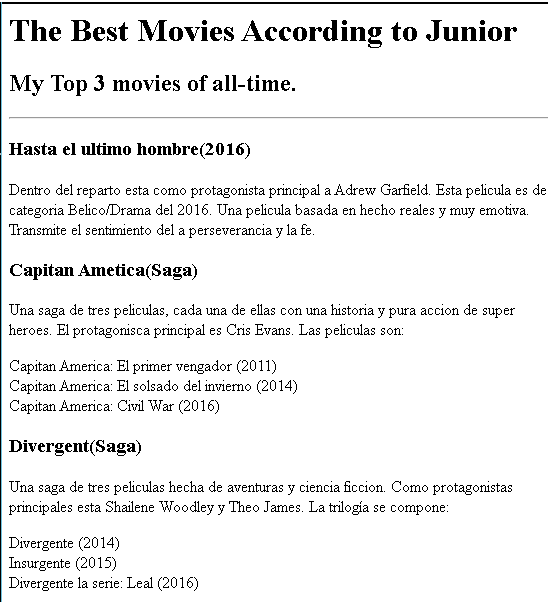 The Best Movies According to Junior
My Top 3 movies of all-time.
Hasta el ultimo hombre(2016)
Dentro del reparto esta como protagonista principal a Adrew Garfield. Esta pelicula es de
categoria Belico/Drama del 2016. Una pelicula basada en hecho reales y muy emotiva.
Transmite el sentimiento del a perseverancia y la fe.
Capitan Ametica(Saga)
Una saga de tres peliculas, cada una de ellas con una historia y pura accion de super
heroes. El protagonisca principal es Cris Evans. Las peliculas son:
Capitan America: El primer vengador (2011)
Capitan America: El solsado del invierno (2014)
Capitan America: Civil War (2016)
Divergent(Saga)
Una saga de tres peliculas hecha de aventuras y ciencia ficcion. Como protagonistas
principales esta Shailene Woodley y Theo James. La trilogía se compone:
Divergente (2014)
Insurgente (2015)
Divergente la serie: Leal (2016)